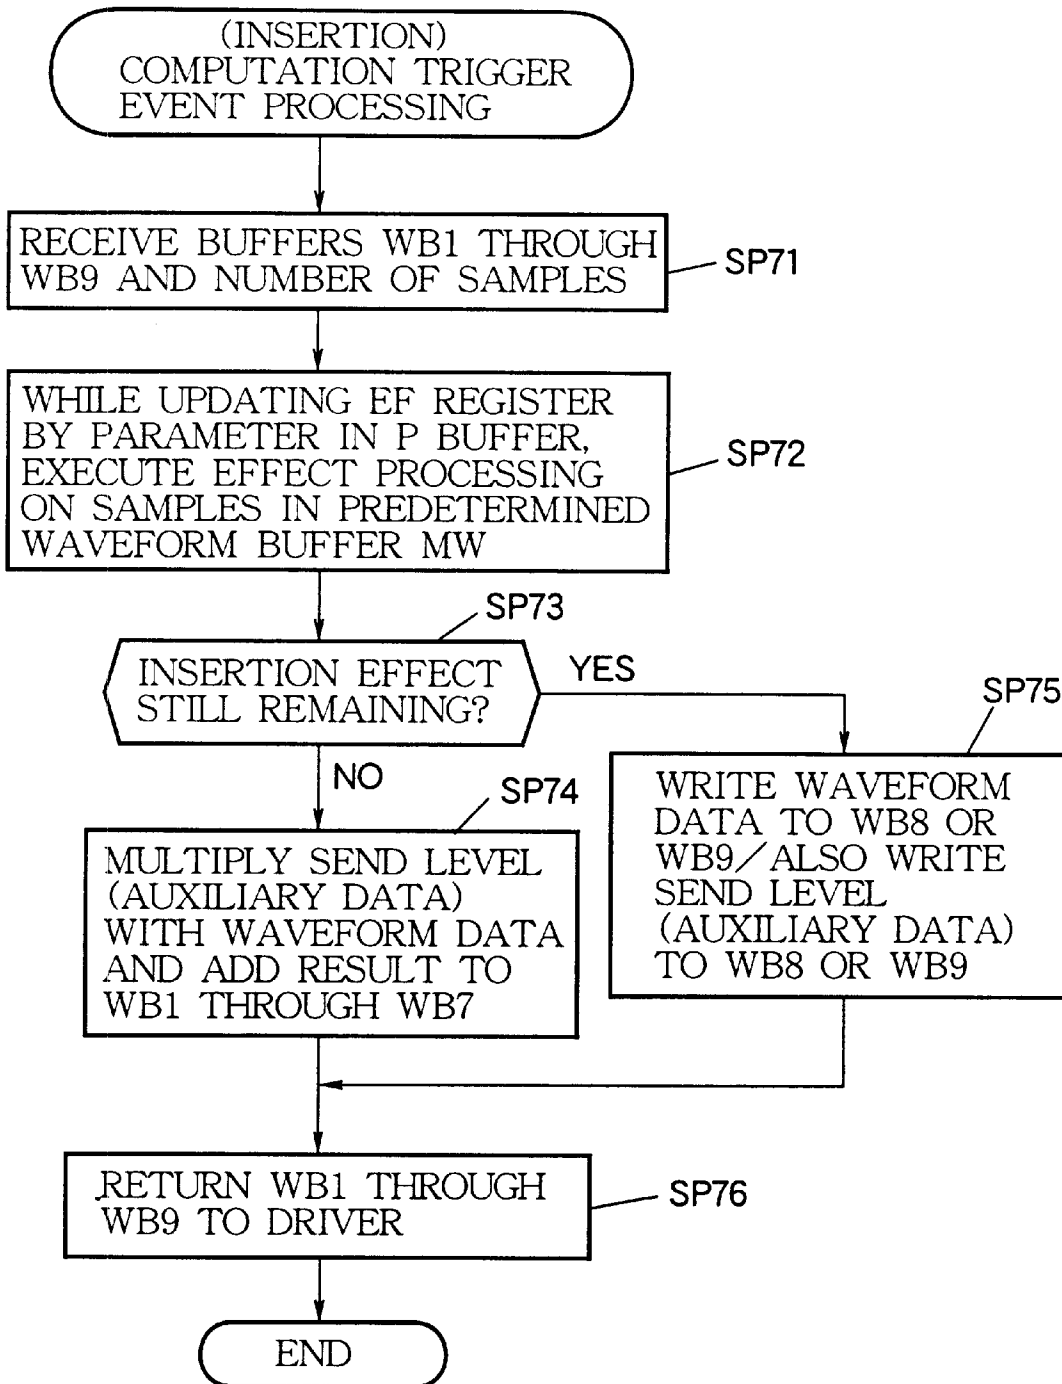 (INSERTION)
COMPUTATION TRIGGER
EVENT PROCESSING
RECEIVE BUFFERS WB1 THROUGH
WB9 AND NUMBER OF SAMPLES
SP71
WHILE UPDATING EF REGISTER
BY PARAMETER IN P BUFFER,
EXECUTE EFFECT PROCESSING
ON SAMPLES IN PREDETERMINED
WAVEFORM BUFFER MW
SP72
SP73
INSERTION EFFECT
STILL REMAINING?
YES
NO
SP75
WRITE WAVEFORM
DATA TO WB8 OR
WB9/ALSO WRITE
SEND LEVEL
(AUXILIARY DATA)
TO WB8 OR WB9
SP74
MULTIPLY SEND LEVEL
(AUXILIARY DATA)
WITH WAVEFORM DATA
AND ADD RESULT TO
WB1 THROUGH WB7
RETURN WB1 THROUGH
WB9 TO DRIVER
SP76
END